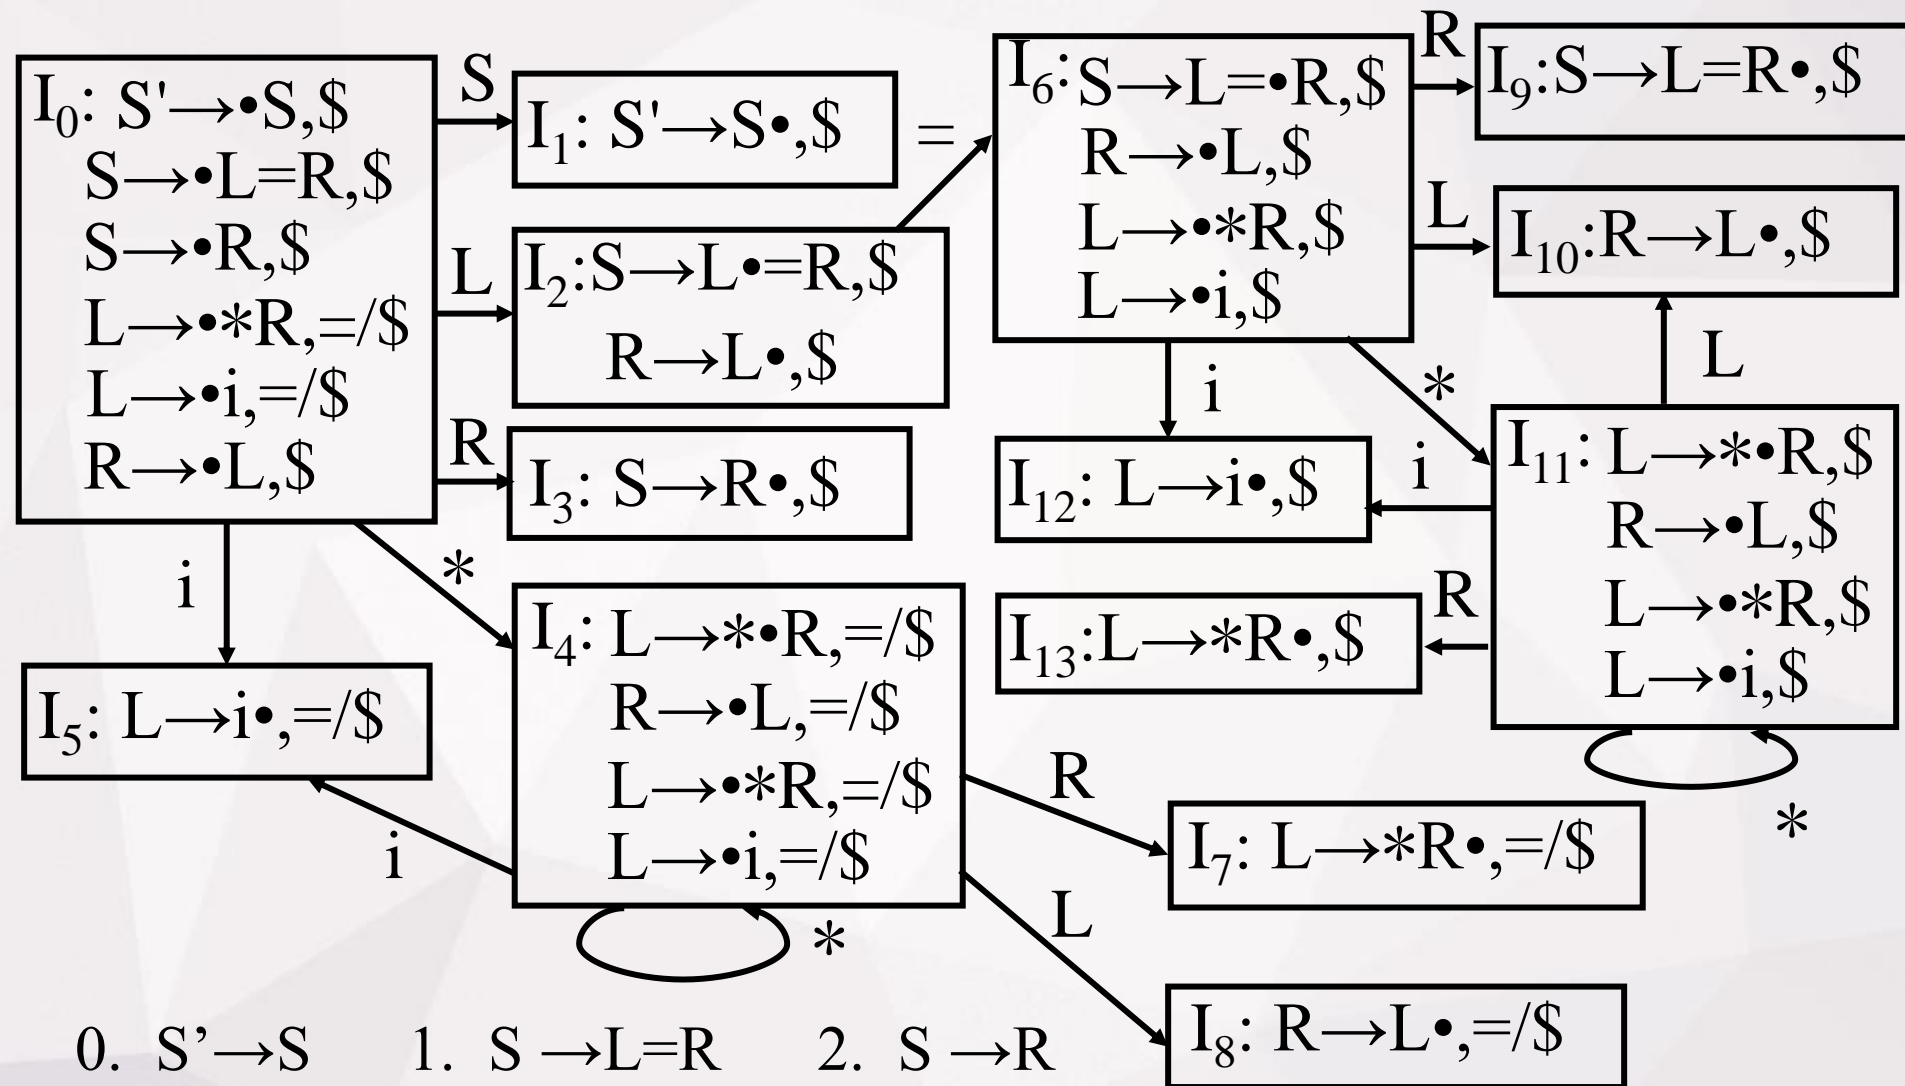 I0: S'→•S,$
S→•L=R,$
S→•R,$
L→•*R,=/$
L→•i,=/$
R→•L,$
S
I1: S'→S•,$
=
L
I2:S→L•=R,$
R→L•,$
R
I3: S→R•,$
i
*
I4: L→*•R,=/$
R→•L,=/$
L→•*R,=/$
L→•i,=/$
I5: L→i•,=/$
i
*
I6:S→L=•R,$
R→•L,$
L→•*R,$
L→•i,$
R
I9:S→L=R•,$
L
I10:R→L•,$
L
i
*
I11: L→*•R,$
R→•L,$
L→•*R,$
L→•i,$
i
I12: L→i•,$
R
I13:L→*R•,$
*
R
I7: L→*R•,=/$
L
I8: R→L•,=/$
0. S’→S 1. S →L=R 2. S →R